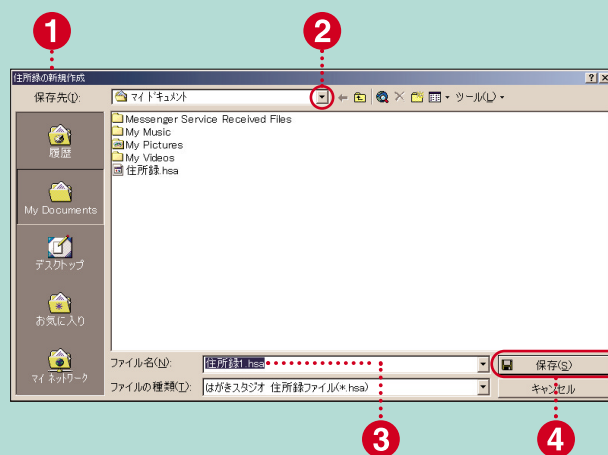 1
2
住所録の新規作成
保存先(I):
マイ ドキュメント
ツール(L)
Messenger Service Received Files
My Music
My Pictures
My Videos
住所録.hsa
履歴
My Documents
デスクトップ
お気に入り
マイ ネットワーク
ファイル名(N):
住所録1.hsa
保存(S)
ファイルの種類(T):
はがきスタジオ 住所録ファイル(*.hsa)
キャンセル
3
4